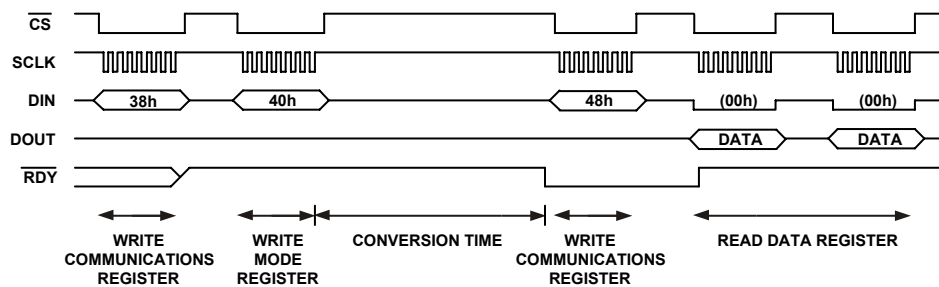 CS
SCLK
DIN 38h 40h 48h (00h) (00h)
DOUT DATA DATA
RDY
WRITE
COMMUNICATIONS
REGISTER
WRITE
MODE
REGISTER
CONVERSION TIME
WRITE
COMMUNICATIONS
REGISTER
READ DATA REGISTER